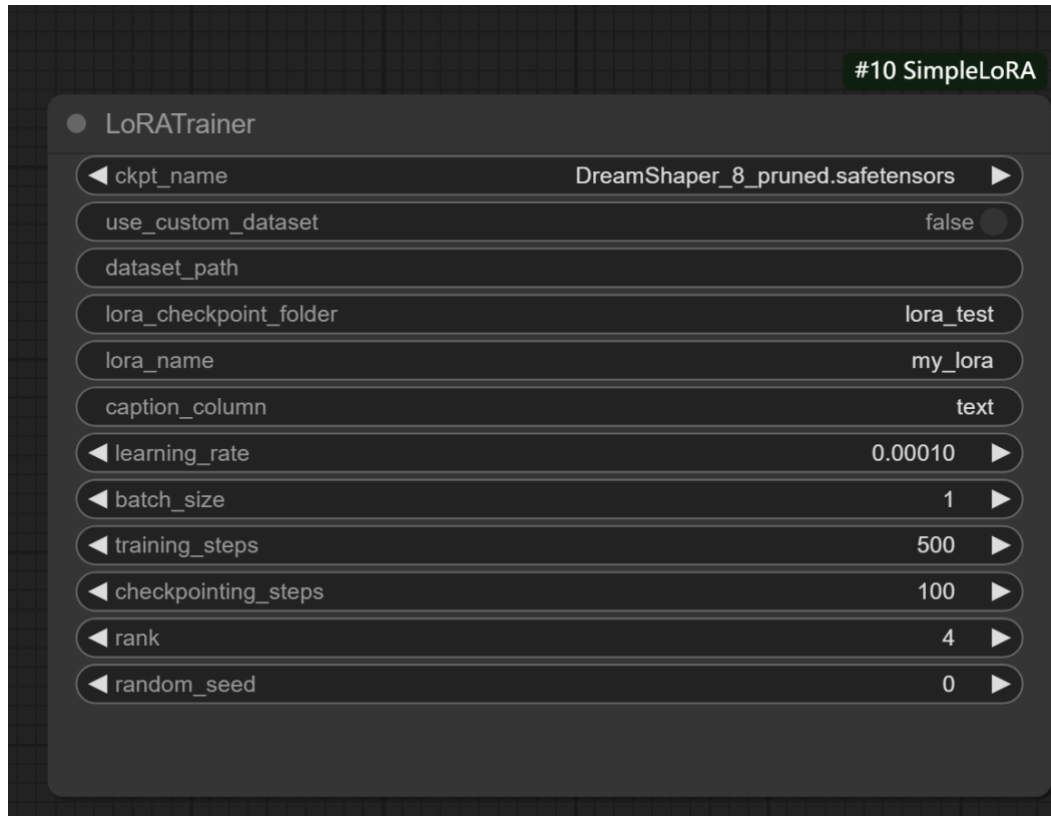 #10 SimpleLoRA
LoRATrainer
ckpt_name DreamShaper_8_pruned.safetensors
use_custom_dataset false
dataset_path
lora_checkpoint_folder lora_test
lora_name my_lora
caption_column text
learning_rate 0.00010
batch_size 1
training_steps 500
checkpointing_steps 100
rank 4
random_seed 0